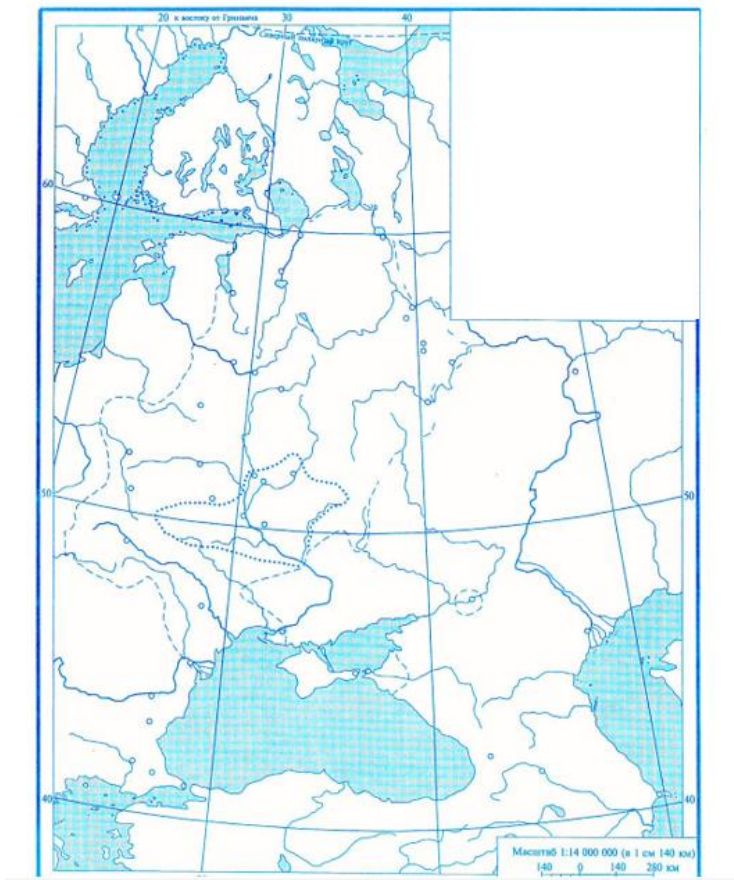 20 к востоку от Гринвича 30 40
Северный полярный круг
60
50 50
40 40
Масштаб 1:14 000 000 (в 1 см 140 км)
140 0 140 280 км